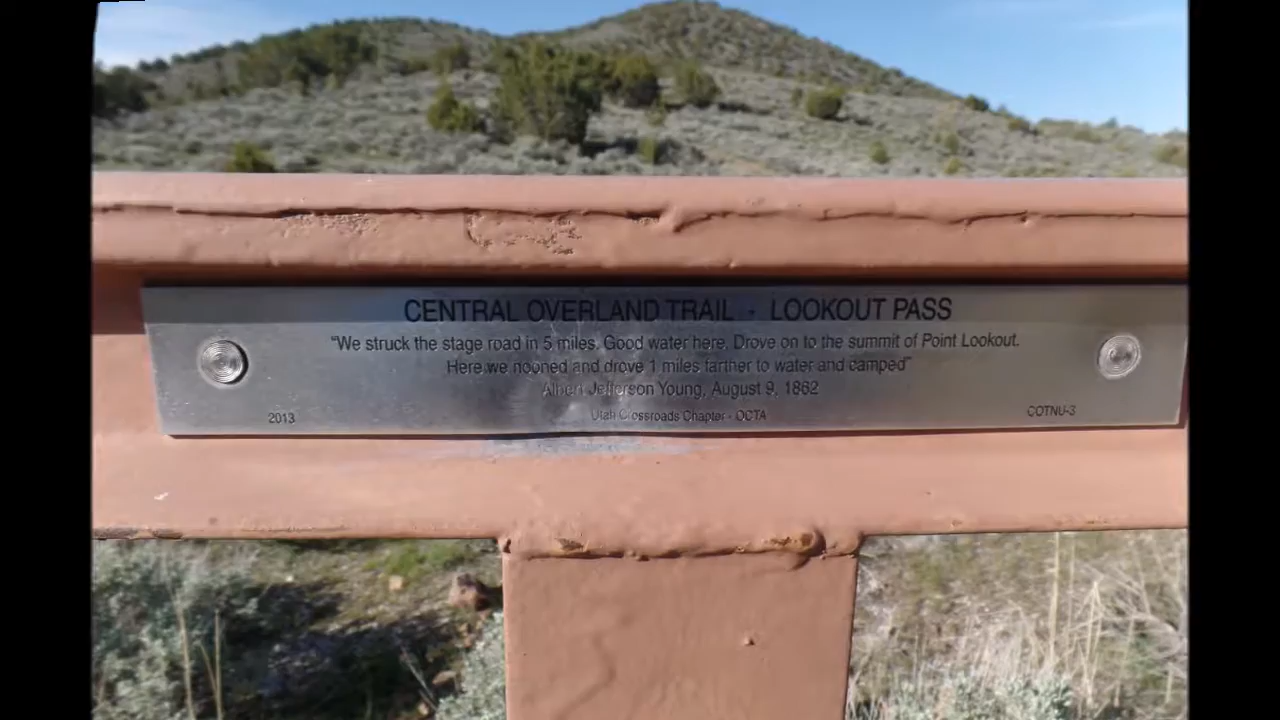 CENTRAL OVERLAND TRAIL - LOOKOUT PASS
"We struck the stage road in 5 miles. Good water here. Drove on to the summit of Point Lookout.
Here we nooned and drove 1 miles farther to water and camped"
Albert Jefferson Young, August 9, 1862
2013 Utah Crossroads Chapter - OCTA COTNU-3